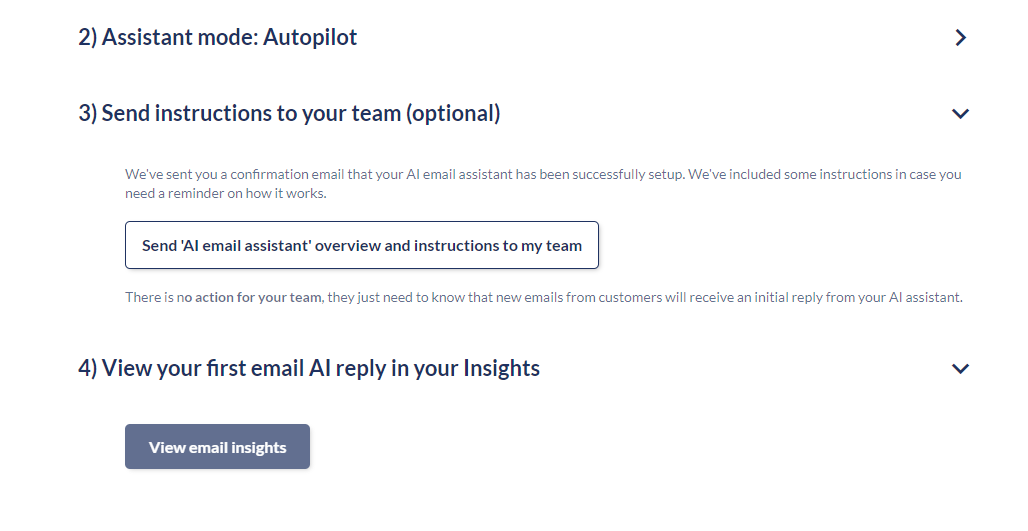 2) Assistant mode: Autopilot
3) Send instructions to your team (optional)
We've sent you a confirmation email that your AI email assistant has been successfully setup. We've included some instructions in case you
need a reminder on how it works.
Send 'AI email assistant' overview and instructions to my team
There is no action for your team, they just need to know that new emails from customers will receive an initial reply from your AI assistant.
4) View your first email AI reply in your Insights
View email insights